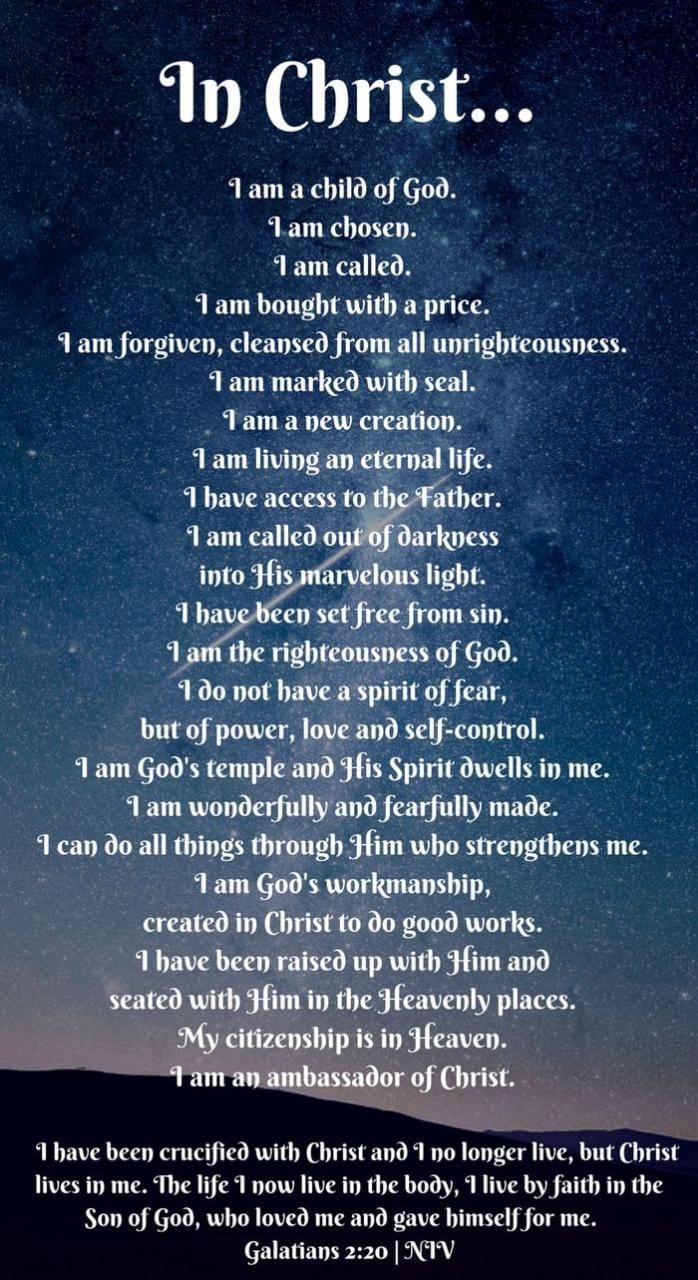 In Christ...
I am a child of God.
I am chosen.
I am called.
I am bought with a price.
I am forgiven, cleansed from all unrighteousness.
I am marked with seal.
I am a new creation.
I am living an eternal life.
I have access to the Father.
I am called out of darkness
into His marvelous light.
I have been set free from sin.
I am the righteousness of God.
I do not have a spirit of fear,
but of power, love and self-control.
I am God's temple and His Spirit dwells in me.
I am wonderfully and fearfully made.
I can do all things through Him who strengthens me.
I am God's workmanship,
created in Christ to do good works.
I have been raised up with Him and
seated with Him in the Heavenly places.
My citizenship is in Heaven.
I am an ambassador of Christ.
I have been crucified with Christ and I no longer live, but Christ
lives in me. The life I now live in the body, I live by faith in the
Son of God, who loved me and gave himself for me.
Galatians 2:20 | NIV